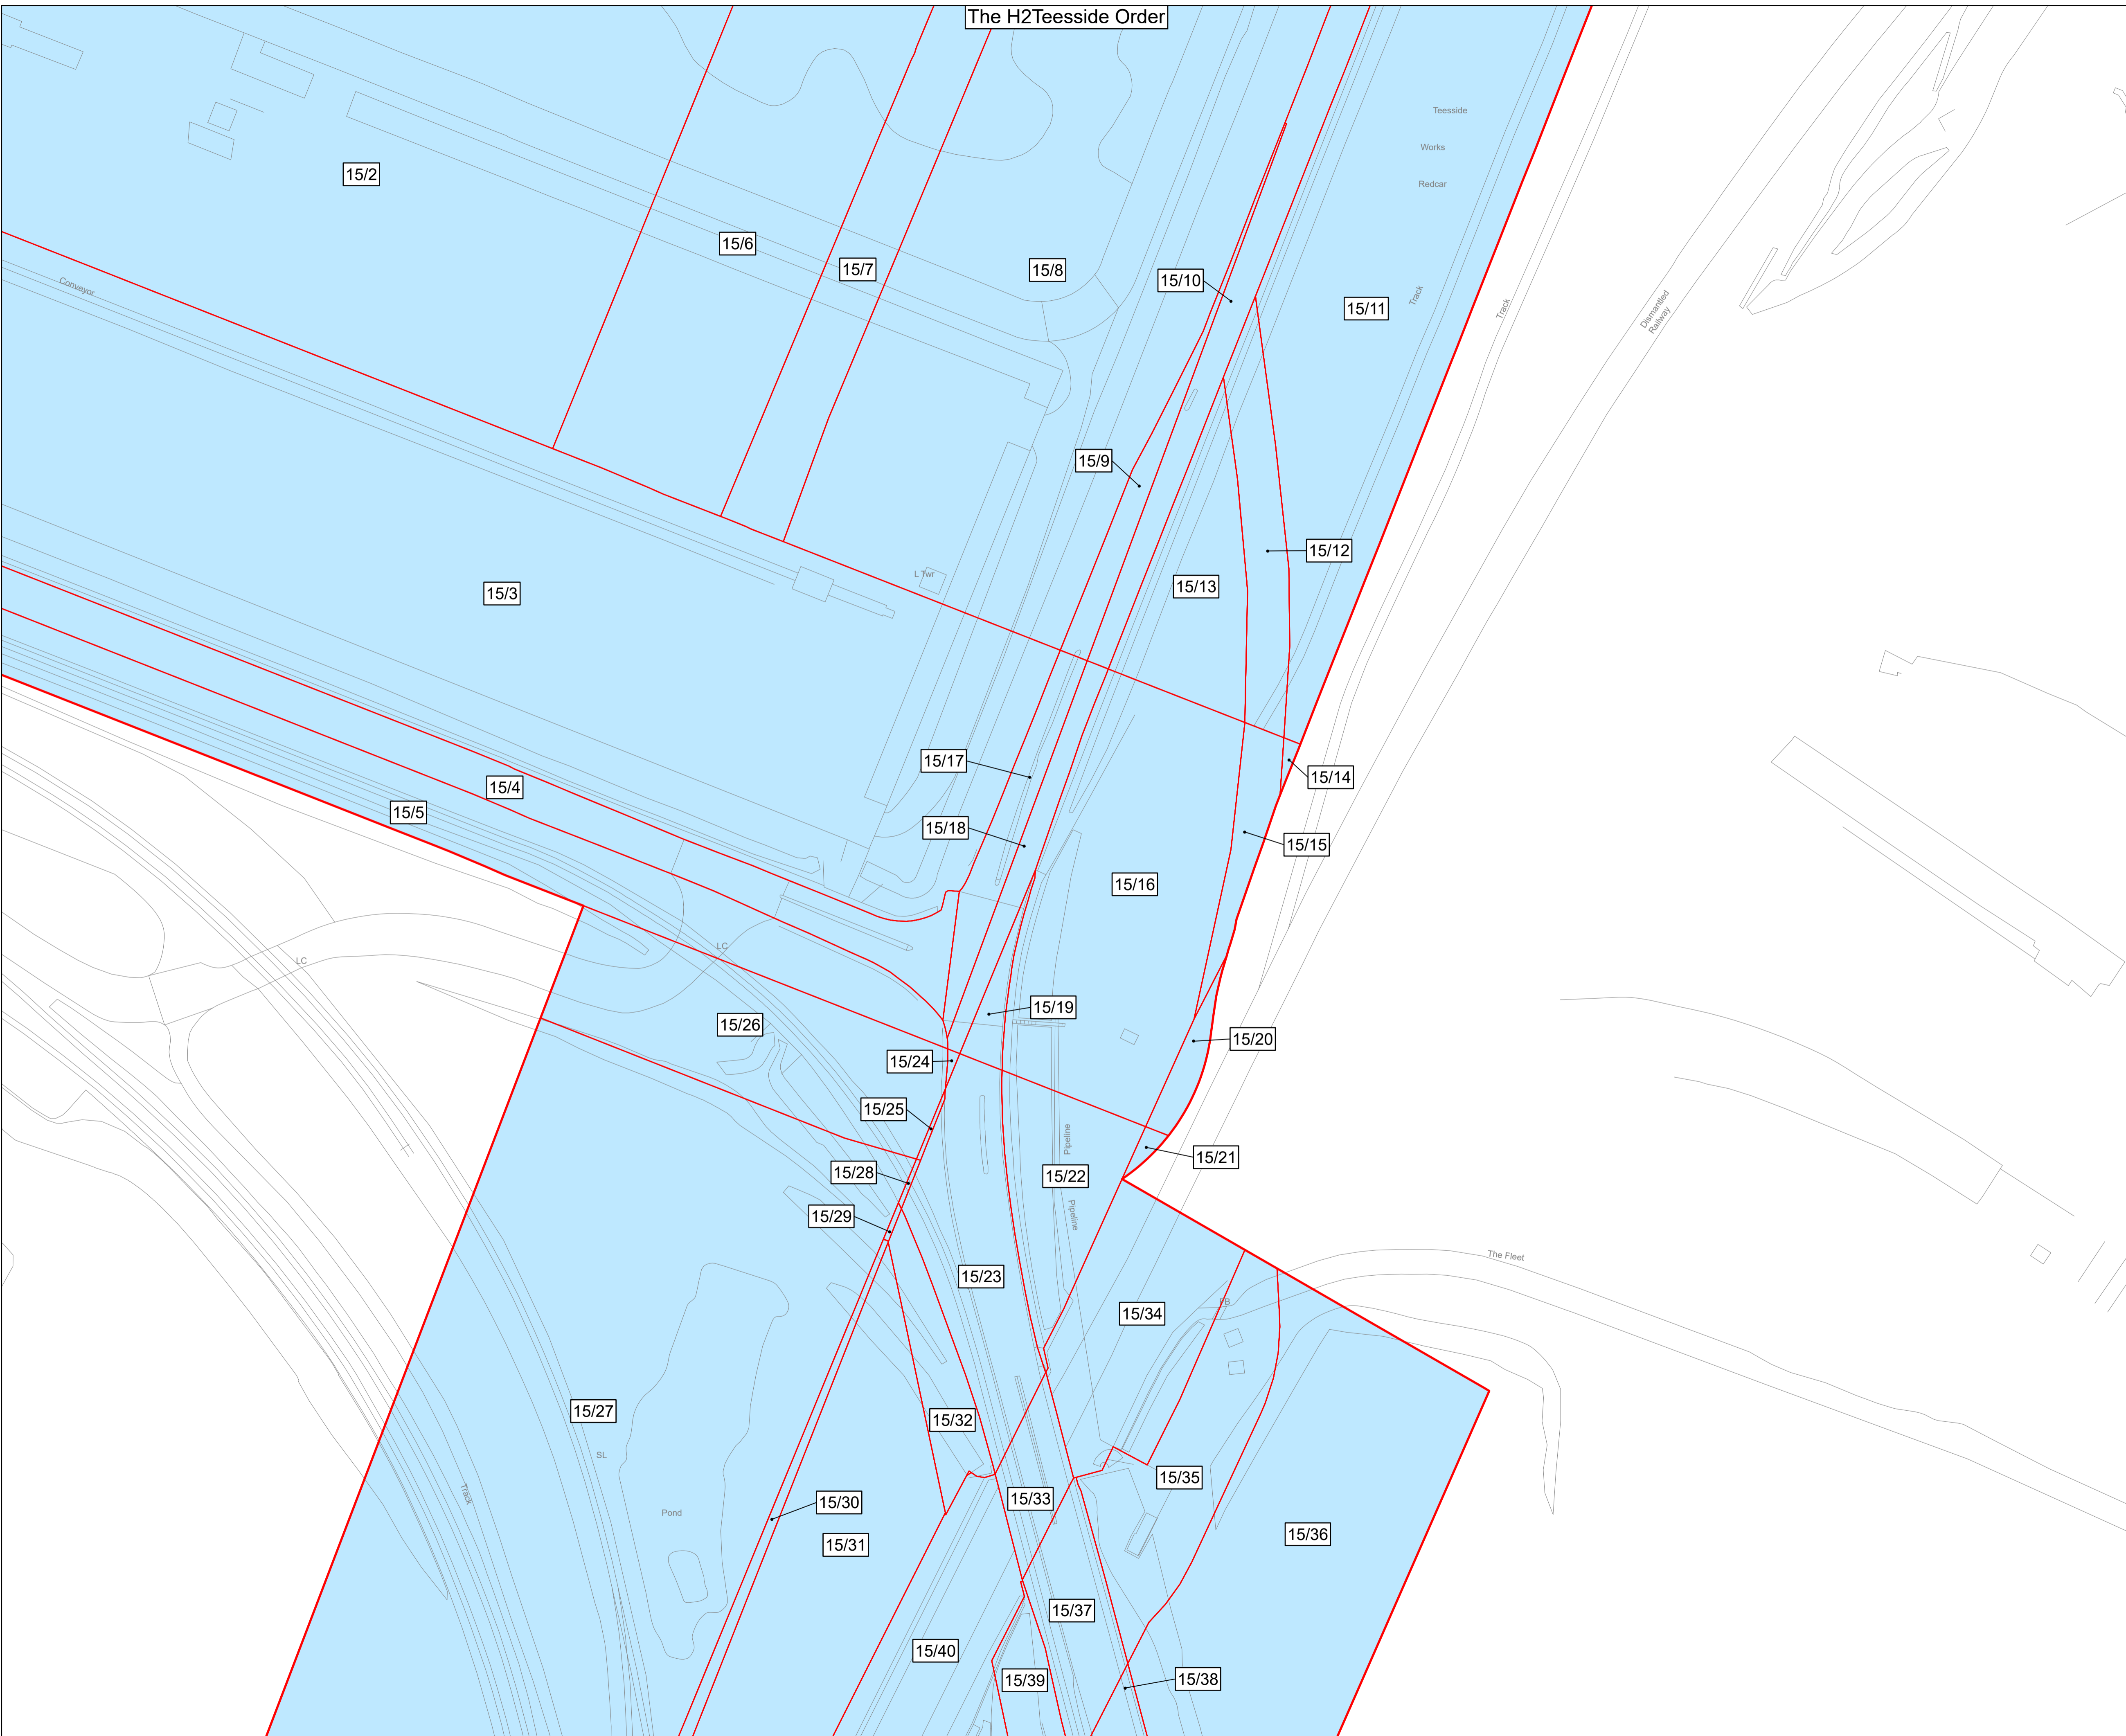 The H2Teesside Order
Teesside
Works
Redcar
15/2
15/6
15/7
15/8
15/10
15/11
Conveyor
Track
Track
Dismantled
Railway
15/9
15/12
15/13
L Twr
15/3
15/17
15/14
15/4
15/5
15/18
15/15
15/16
LC
LC
15/19
15/26
15/20
15/24
15/25
Pipeline
15/21
15/28
15/22
Pipeline
15/29
The Fleet
15/23
FB
15/34
15/27
15/32
SL
15/35
Track
15/33
15/30
Pond
15/36
15/31
15/37
15/40
15/39
15/38